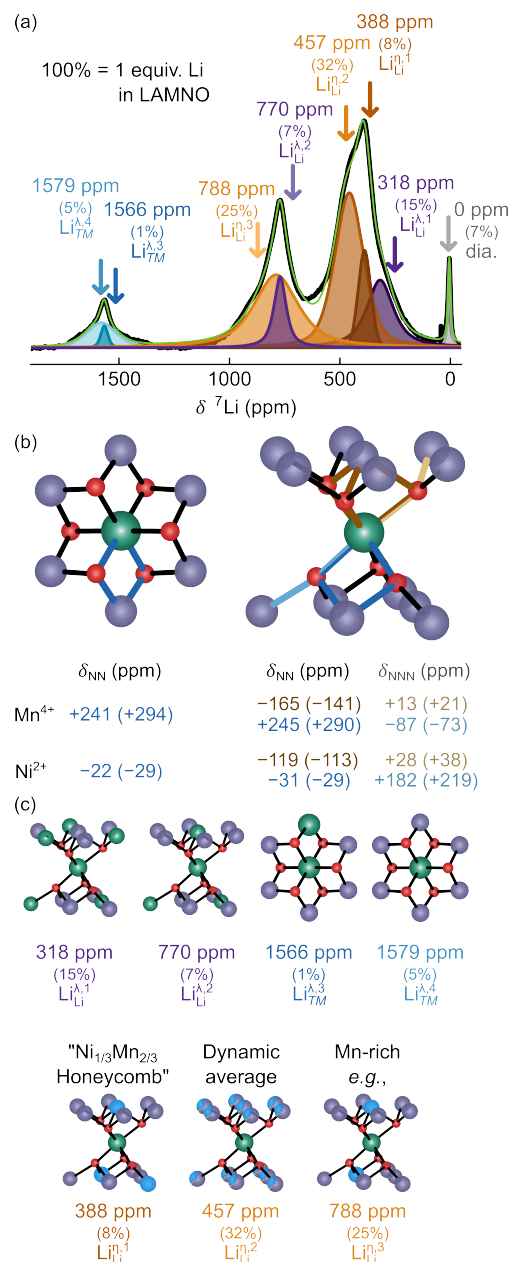 (a)
100% = 1 equiv. Li
in LAMNO
388 ppm
(8%)
Li^{η,1}_{Li}
457 ppm
(32%)
Li^{η,2}_{Li}
770 ppm
(7%)
Li^{λ,2}_{Li}
318 ppm
(15%)
Li^{λ,1}_{Li}
788 ppm
(25%)
Li^{η,3}_{Li}
1579 ppm
(5%)
Li^{λ,4}_{TM}
1566 ppm
(1%)
Li^{λ,3}_{TM}
0 ppm
(7%)
dia.
1500 1000 500 0
δ ⁷Li (ppm)
(b)
δ_{NN} (ppm) δ_{NN} (ppm) δ_{NNN} (ppm)
Mn⁴⁺ +241 (+294) −165 (−141) +13 (+21)
+245 (+290) −87 (−73)
Ni²⁺ −22 (−29) −119 (−113) +28 (+38)
−31 (−29) +182 (+219)
(c)
318 ppm 770 ppm 1566 ppm 1579 ppm
(15%) (7%) (1%) (5%)
Li^{λ,1}_{Li} Li^{λ,2}_{Li} Li^{λ,3}_{TM} Li^{λ,4}_{TM}
"Ni_{1/3}Mn_{2/3} Dynamic Mn-rich
Honeycomb" average e.g.,
388 ppm 457 ppm 788 ppm
(8%) (32%) (25%)
Li^{η,1}_{Li} Li^{η,2}_{Li} Li^{η,3}_{Li}